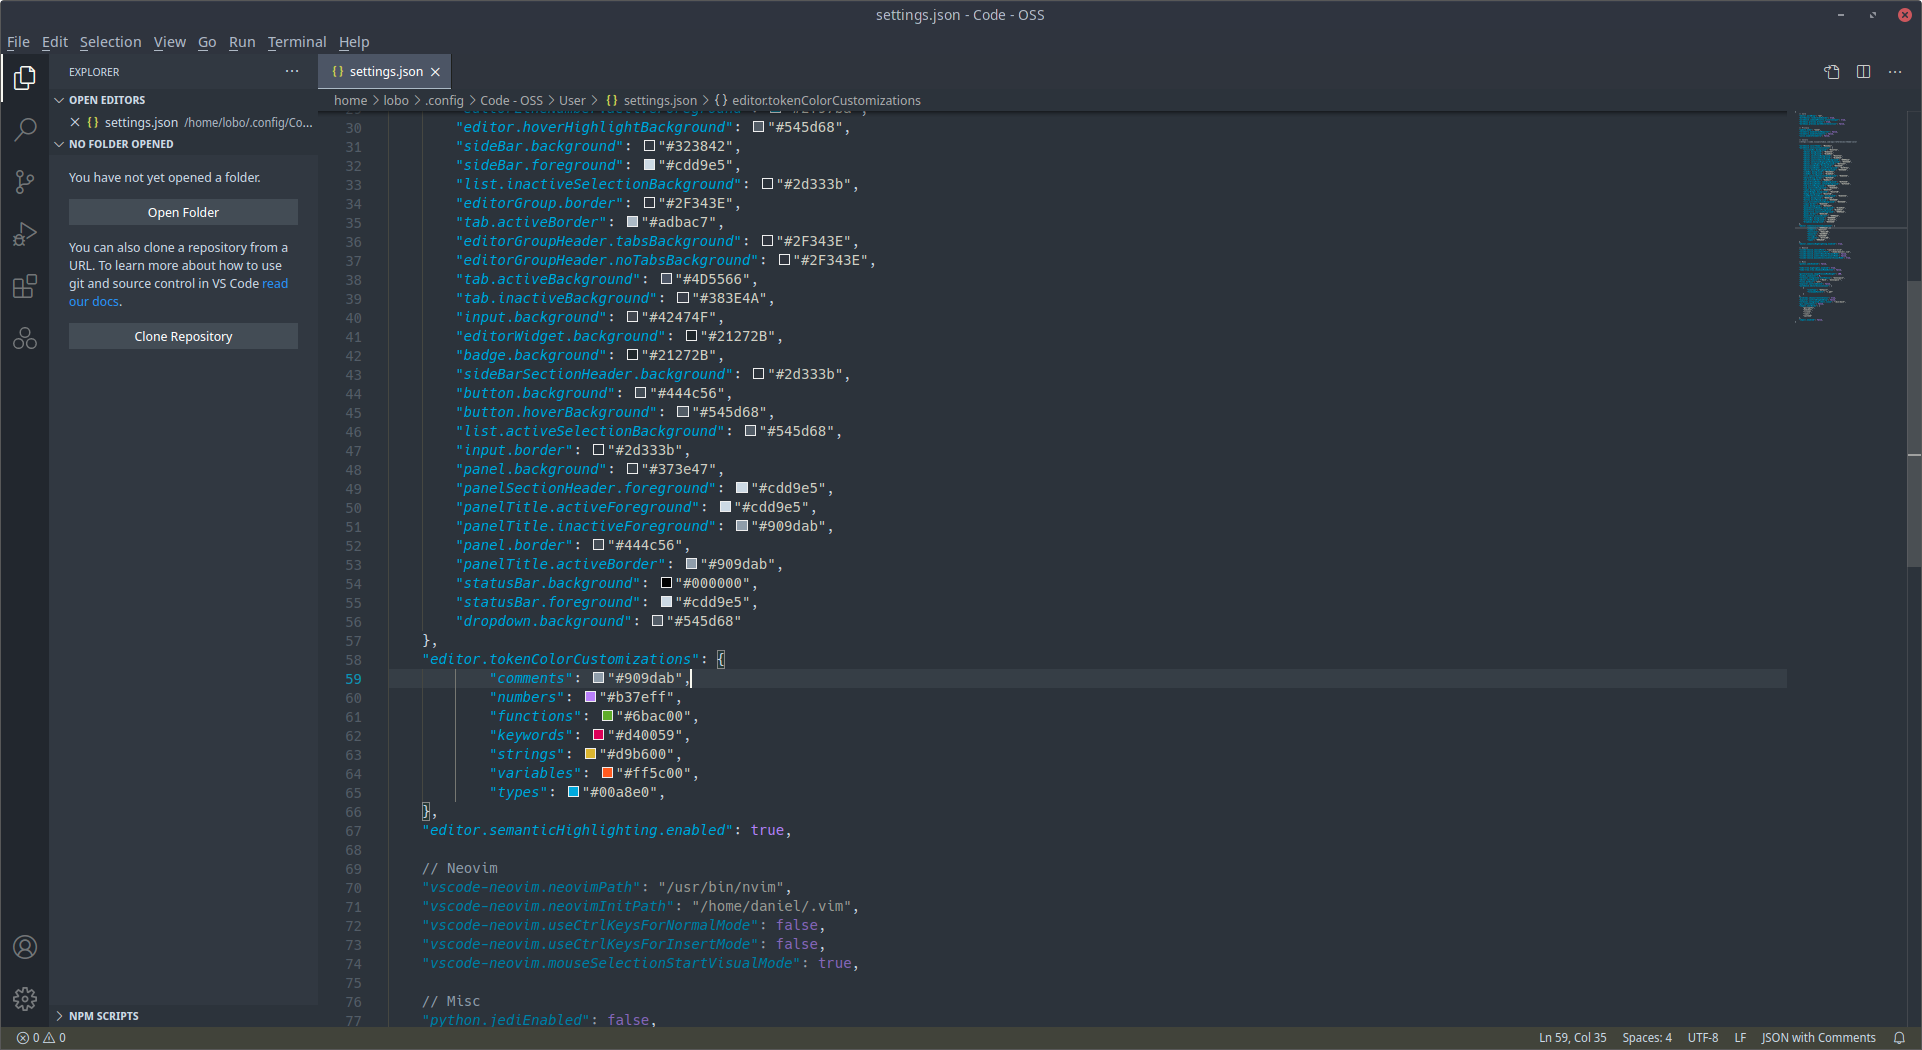 settings.json - Code - OSS
File Edit Selection View Go Run Terminal Help
EXPLORER
OPEN EDITORS
settings.json /home/lobo/.config/Co...
NO FOLDER OPENED
You have not yet opened a folder.
Open Folder
You can also clone a repository from a
URL. To learn more about how to use
git and source control in VS Code read
our docs.
Clone Repository
NPM SCRIPTS
{} settings.json
home > lobo > .config > Code - OSS > User > {} settings.json > {} editor.tokenColorCustomizations
30 "editor.hoverHighlightBackground": "#545d68",
31 "sideBar.background": "#323842",
32 "sideBar.foreground": "#cdd9e5",
33 "list.inactiveSelectionBackground": "#2d333b",
34 "editorGroup.border": "#2F343E",
35 "tab.activeBorder": "#adbac7",
36 "editorGroupHeader.tabsBackground": "#2F343E",
37 "editorGroupHeader.noTabsBackground": "#2F343E",
38 "tab.activeBackground": "#4D5566",
39 "tab.inactiveBackground": "#383E4A",
40 "input.background": "#42474F",
41 "editorWidget.background": "#21272B",
42 "badge.background": "#21272B",
43 "sideBarSectionHeader.background": "#2d333b",
44 "button.background": "#444c56",
45 "button.hoverBackground": "#545d68",
46 "list.activeSelectionBackground": "#545d68",
47 "input.border": "#2d333b",
48 "panel.background": "#373e47",
49 "panelSectionHeader.foreground": "#cdd9e5",
50 "panelTitle.activeForeground": "#cdd9e5",
51 "panelTitle.inactiveForeground": "#909dab",
52 "panel.border": "#444c56",
53 "panelTitle.activeBorder": "#909dab",
54 "statusBar.background": "#000000",
55 "statusBar.foreground": "#cdd9e5",
56 "dropdown.background": "#545d68"
57 },
58 "editor.tokenColorCustomizations": {
59 "comments": "#909dab",
60 "numbers": "#b37eff",
61 "functions": "#6bac00",
62 "keywords": "#d40059",
63 "strings": "#d9b600",
64 "variables": "#ff5c00",
65 "types": "#00a8e0",
66 },
67 "editor.semanticHighlighting.enabled": true,
68
69 // Neovim
70 "vscode-neovim.neovimPath": "/usr/bin/nvim",
71 "vscode-neovim.neovimInitPath": "/home/daniel/.vim",
72 "vscode-neovim.useCtrlKeysForNormalMode": false,
73 "vscode-neovim.useCtrlKeysForInsertMode": false,
74 "vscode-neovim.mouseSelectionStartVisualMode": true,
75
76 // Misc
77 "python.jediEnabled": false,
0 0 Ln 59, Col 35 Spaces: 4 UTF-8 LF JSON with Comments